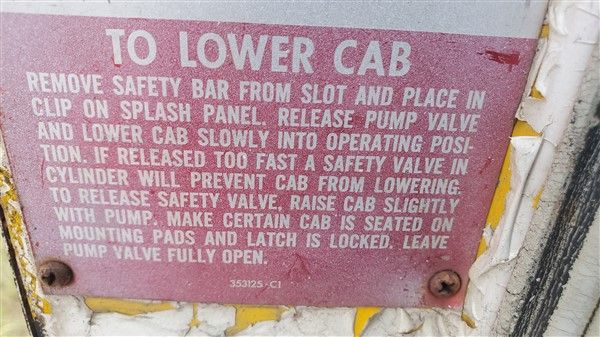 TO LOWER CAB
REMOVE SAFETY BAR FROM SLOT AND PLACE IN
CLIP ON SPLASH PANEL. RELEASE PUMP VALVE
AND LOWER CAB SLOWLY INTO OPERATING POSI-
TION. IF RELEASED TOO FAST A SAFETY VALVE IN
CYLINDER WILL PREVENT CAB FROM LOWERING.
TO RELEASE SAFETY VALVE, RAISE CAB SLIGHTLY
WITH PUMP. MAKE CERTAIN CAB IS SEATED ON
MOUNTING PADS AND LATCH IS LOCKED. LEAVE
PUMP VALVE FULLY OPEN.
353125-C1